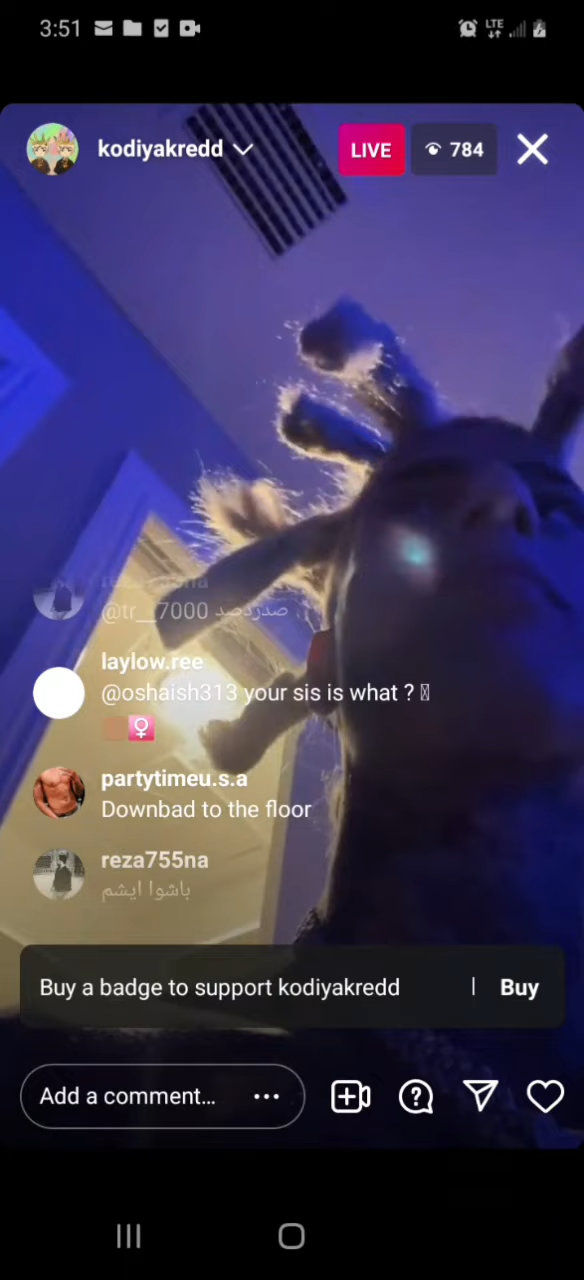 3:51
LTE
kodiyakredd
LIVE
784
@tr__7000 صدردصد
laylow.ree
@oshaish313 your sis is what ?
partytimeu.s.a
Downbad to the floor
reza755na
باشوا ایشم
Buy a badge to support kodiyakredd | Buy
Add a comment...